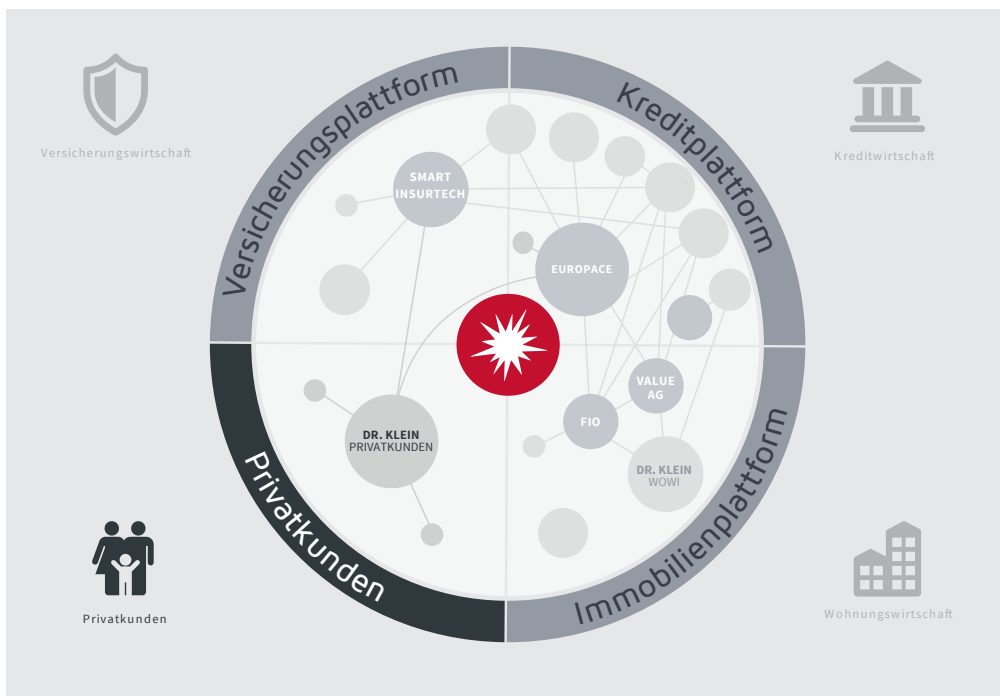 Versicherungswirtschaft
Kreditwirtschaft
Versicherungsplattform
Kreditplattform
SMART
INSURTECH
EUROPACE
VALUE
AG
FIO
DR. KLEIN
PRIVATKUNDEN
DR. KLEIN
WOWI
Privatkunden
Immobilienplattform
Privatkunden
Wohnungswirtschaft